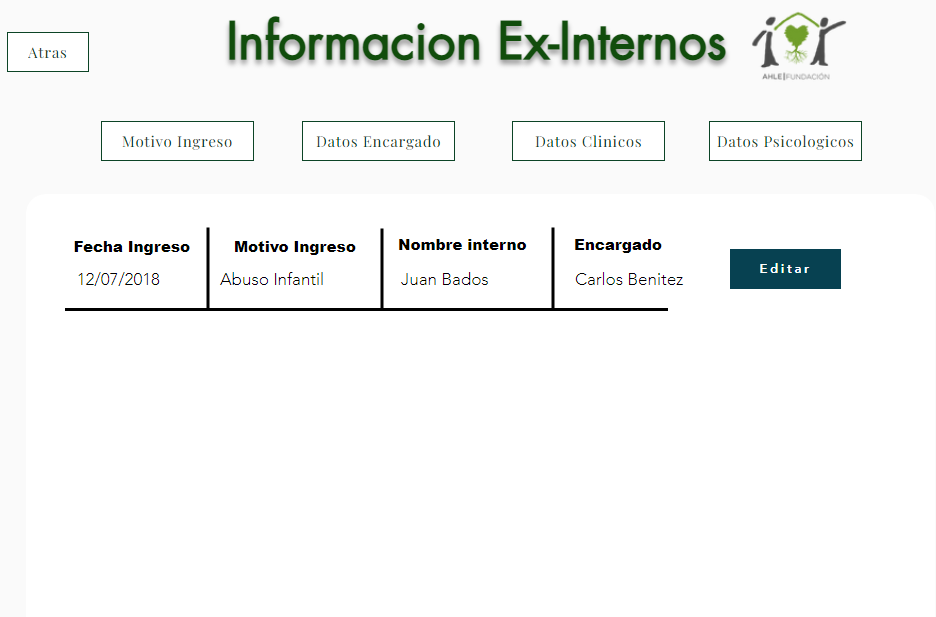 Atras
Informacion Ex-Internos
AHLE|FUNDACIÓN
Motivo Ingreso
Datos Encargado
Datos Clinicos
Datos Psicologicos
Fecha Ingreso
Motivo Ingreso
Nombre interno
Encargado
12/07/2018
Abuso Infantil
Juan Bados
Carlos Benitez
Editar